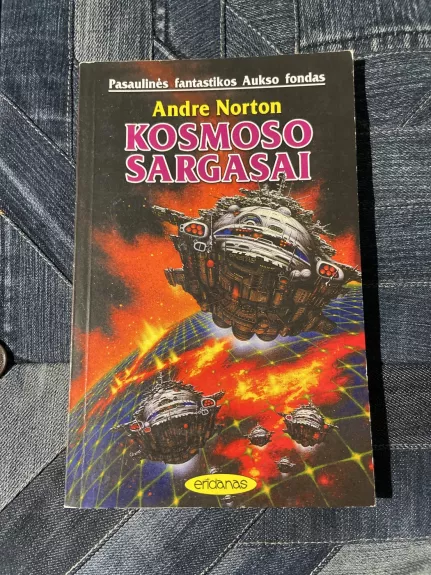 Pasaulinės fantastikos Aukso fondas
Andre Norton
KOSMOSO
SARGASAI
eridanas